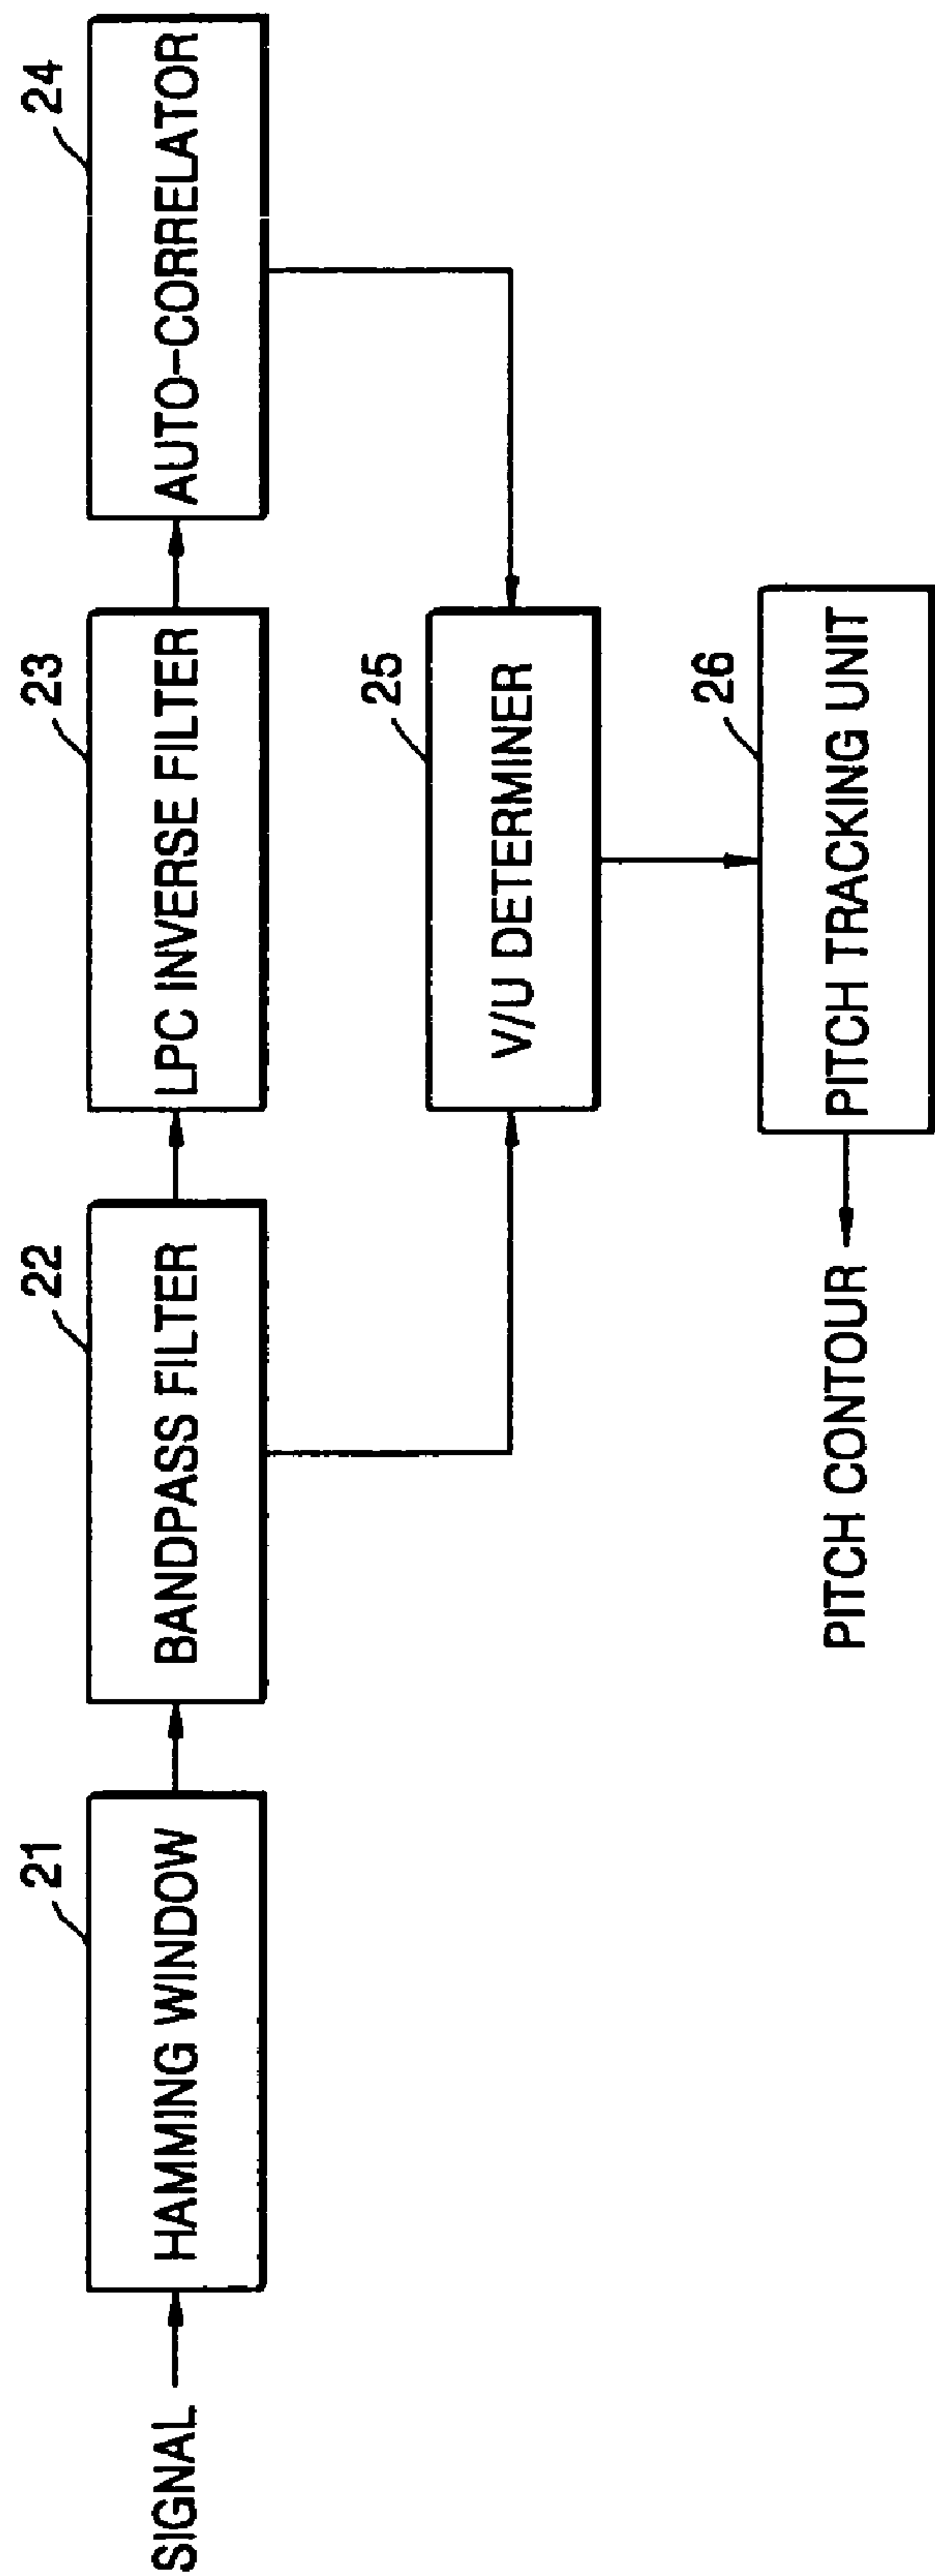 SIGNAL
21
HAMMING WINDOW
22
BANDPASS FILTER
23
LPC INVERSE FILTER
24
AUTO-CORRELATOR
25
V/U DETERMINER
26
PITCH TRACKING UNIT
PITCH CONTOUR